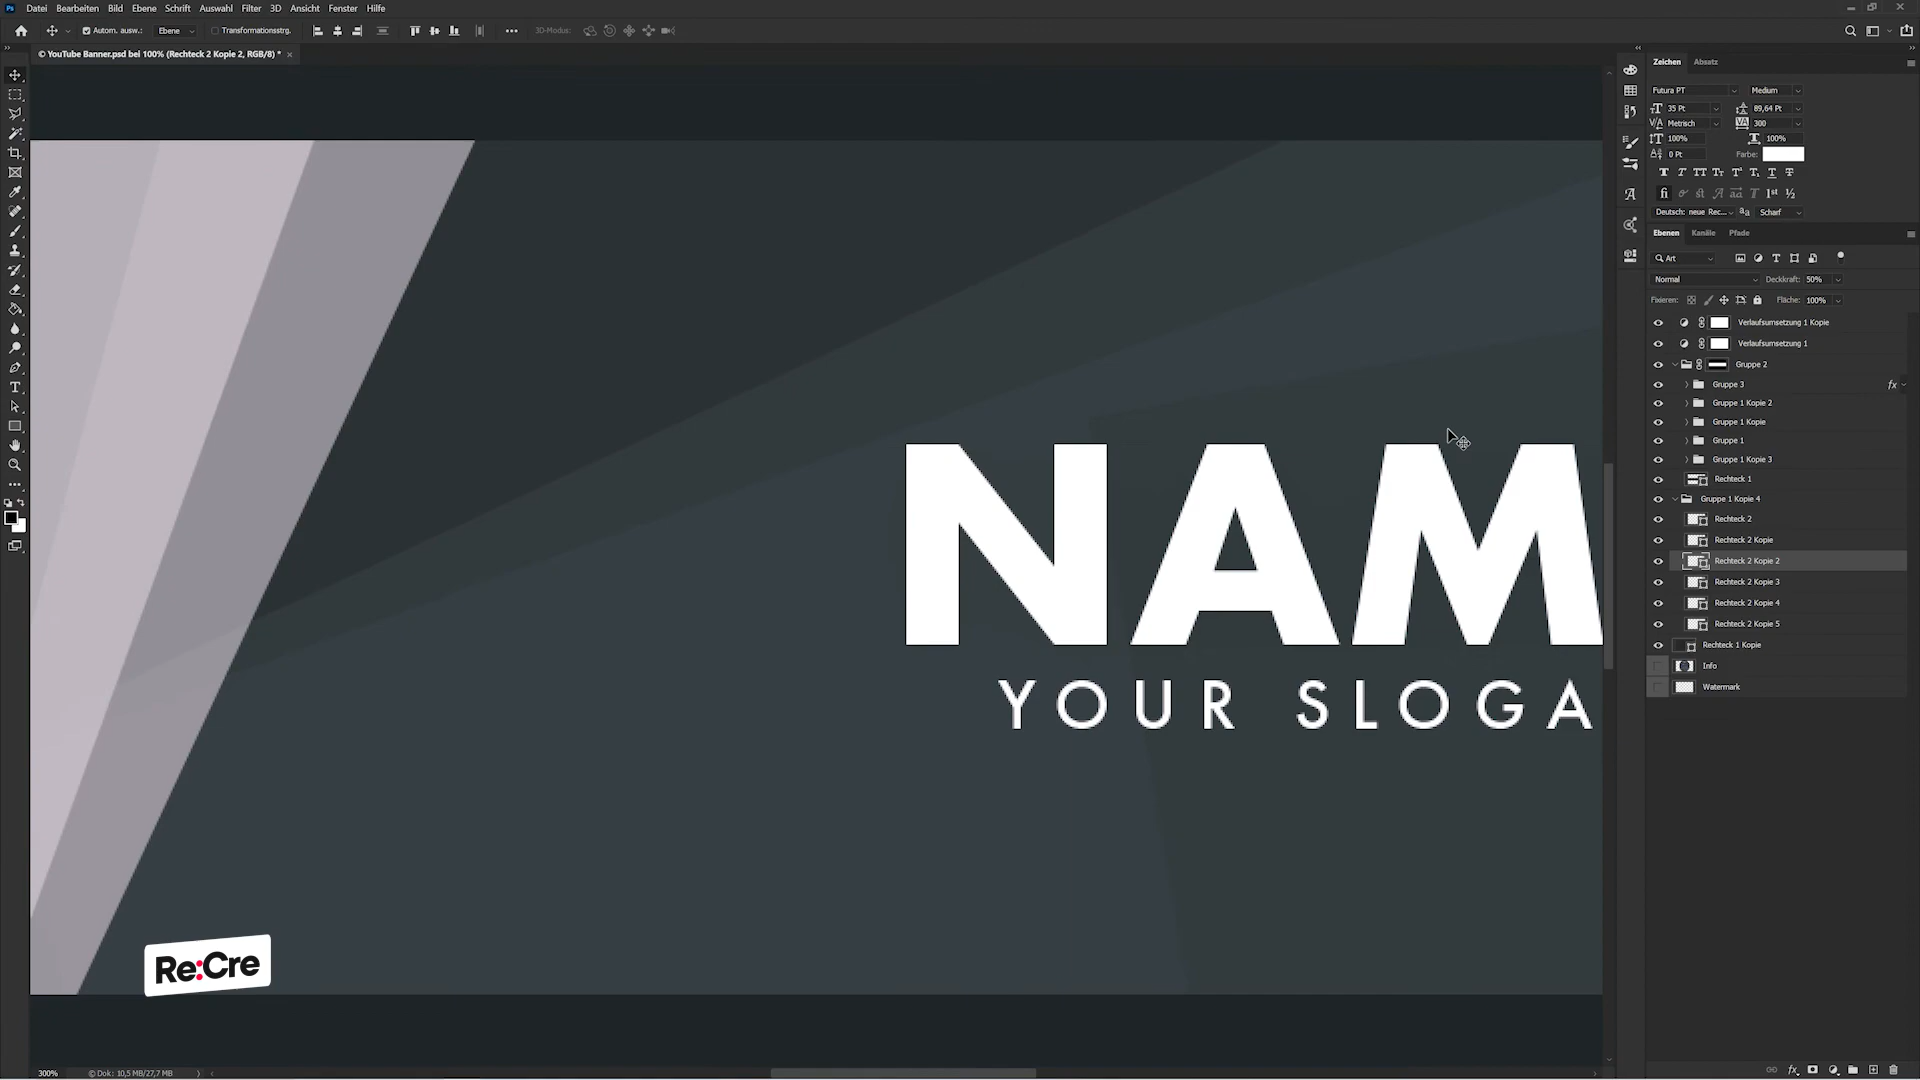 Ps Datei Bearbeiten Bild Ebene Schrift Auswahl Filter 3D Ansicht Fenster Hilfe
Autom. ausw.: Ebene Transformationsstrg. 3D-Modus:
© YouTube Banner.psd bei 100% (Rechteck 2 Kopie 2, RGB/8) *
NAM
YOUR SLOGA
Re:Cre
300% © Dok: 10,5 MB/27,7 MB
Zeichen Absatz
Futura PT Medium
35 Pt 89,64 Pt
Metrisch 300
100% 100%
0 Pt Farbe:
Deutsch: neue Rec... Scharf
Ebenen Kanäle Pfade
Art
Normal Deckkraft: 50%
Fixieren: Fläche: 100%
Verlaufsumsetzung 1 Kopie
Verlaufsumsetzung 1
Gruppe 2
Gruppe 3 fx
Gruppe 1 Kopie 2
Gruppe 1 Kopie
Gruppe 1
Gruppe 1 Kopie 3
Rechteck 1
Gruppe 1 Kopie 4
Rechteck 2
Rechteck 2 Kopie
Rechteck 2 Kopie 2
Rechteck 2 Kopie 3
Rechteck 2 Kopie 4
Rechteck 2 Kopie 5
Rechteck 1 Kopie
Info
Watermark